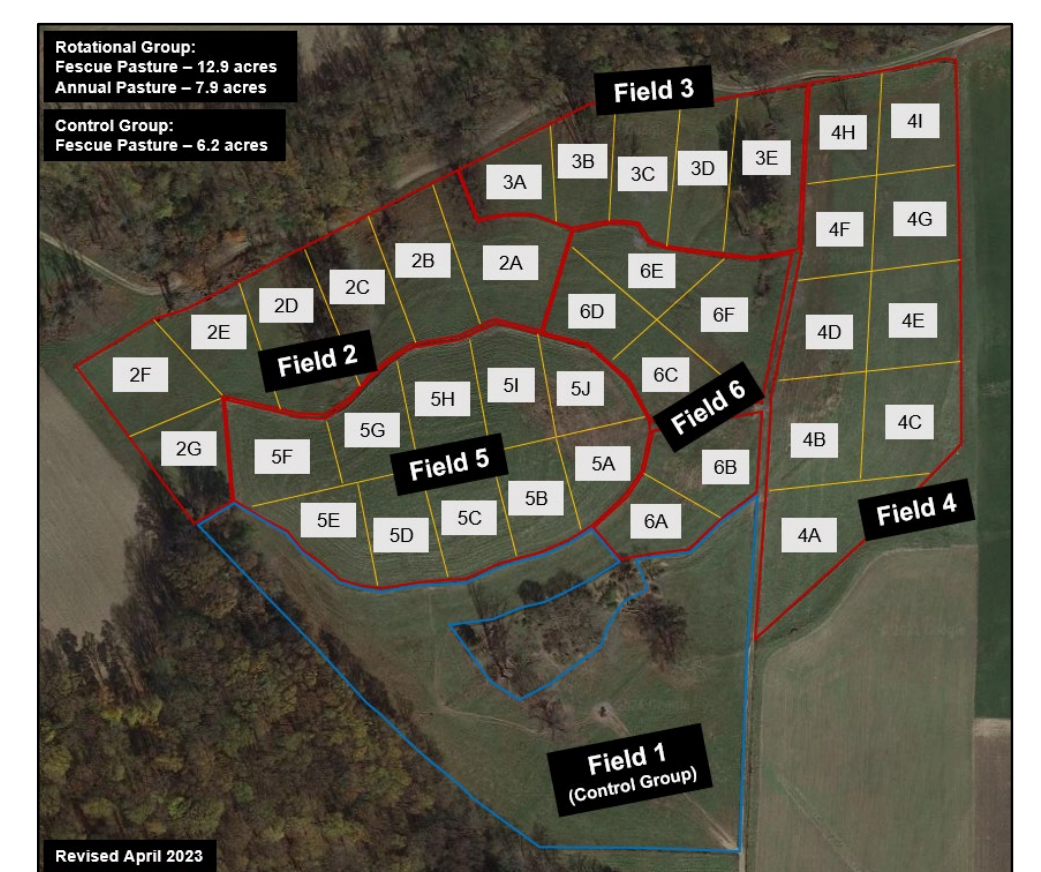 Rotational Group:
Fescue Pasture – 12.9 acres
Annual Pasture – 7.9 acres
Control Group:
Fescue Pasture – 6.2 acres
Field 3
4I
4H
3B
3E
3D
3C
3A
4G
4F
2B
2A
6E
2C
2D
6D
6F
4E
2E
4D
Field 2
2F
6C
5I
5J
5H
Field 6
4C
5G
4B
2G
5F
Field 5
5A
6B
5B
Field 4
5E
5C
6A
5D
4A
Field 1
(Control Group)
Revised April 2023